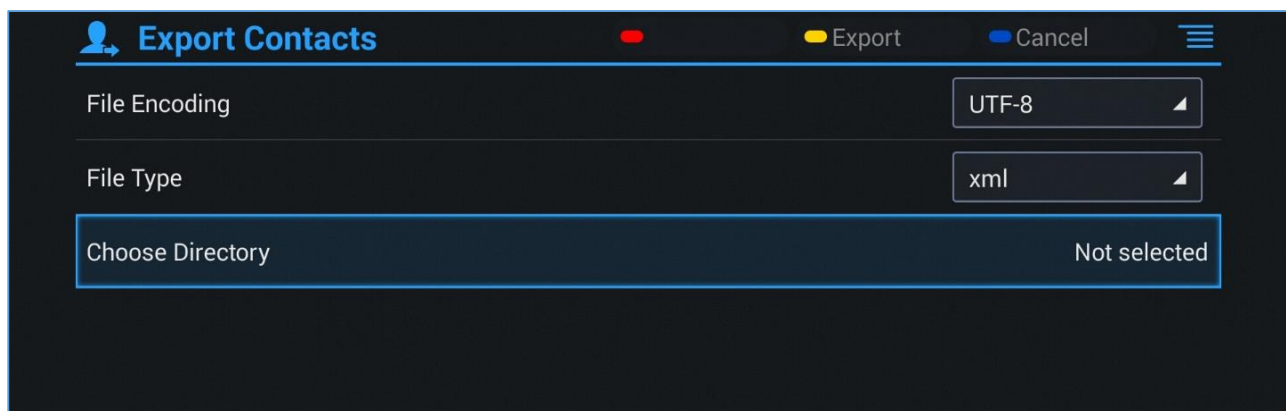 Export Contacts Export Cancel
File Encoding UTF-8
File Type xml
Choose Directory Not selected